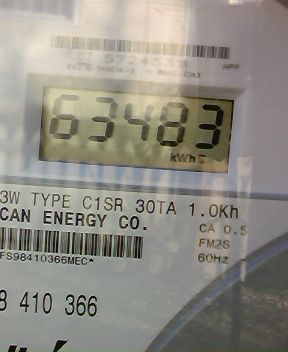 63483
kWh
3W TYPE C1SR 30TA 1.0Kh
CAN ENERGY CO.
CA 0.5
FM2S
FS98410366MEC*
60Hz
8 410 366